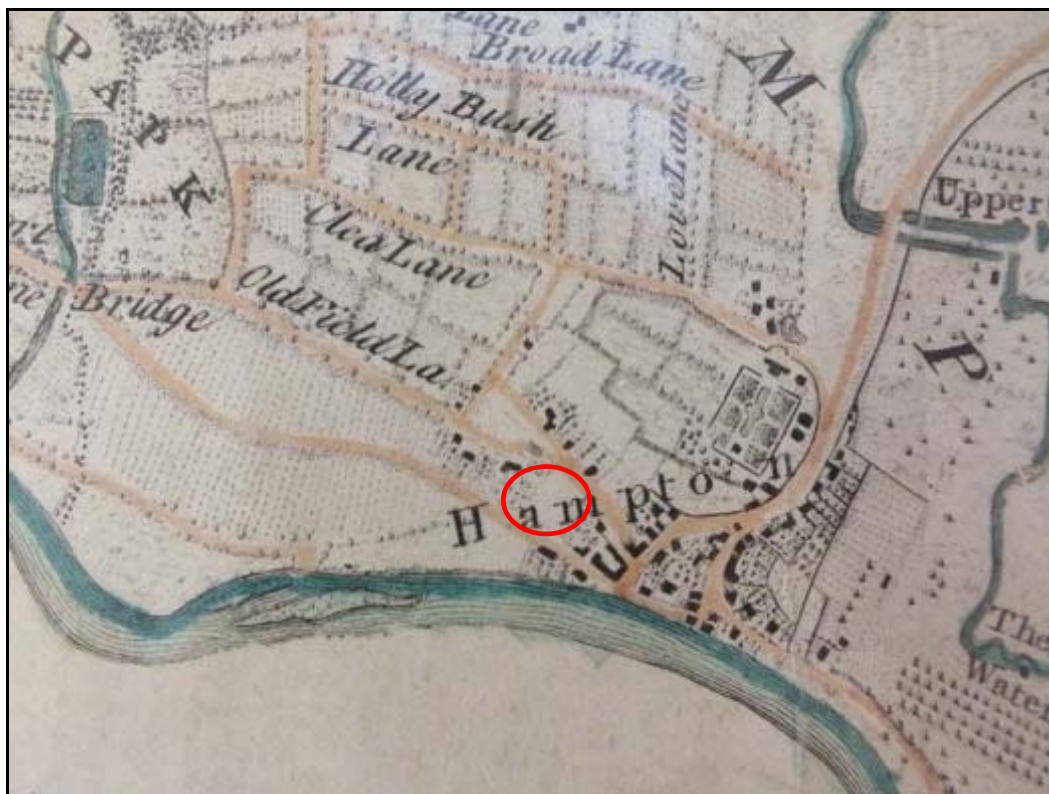 Lane
Broad Lane
M
PARK
Holly Bush
Lane
Love Lane
Upper
Clea Lane
Old Field La
Bridge
P
Hampton
The
Water